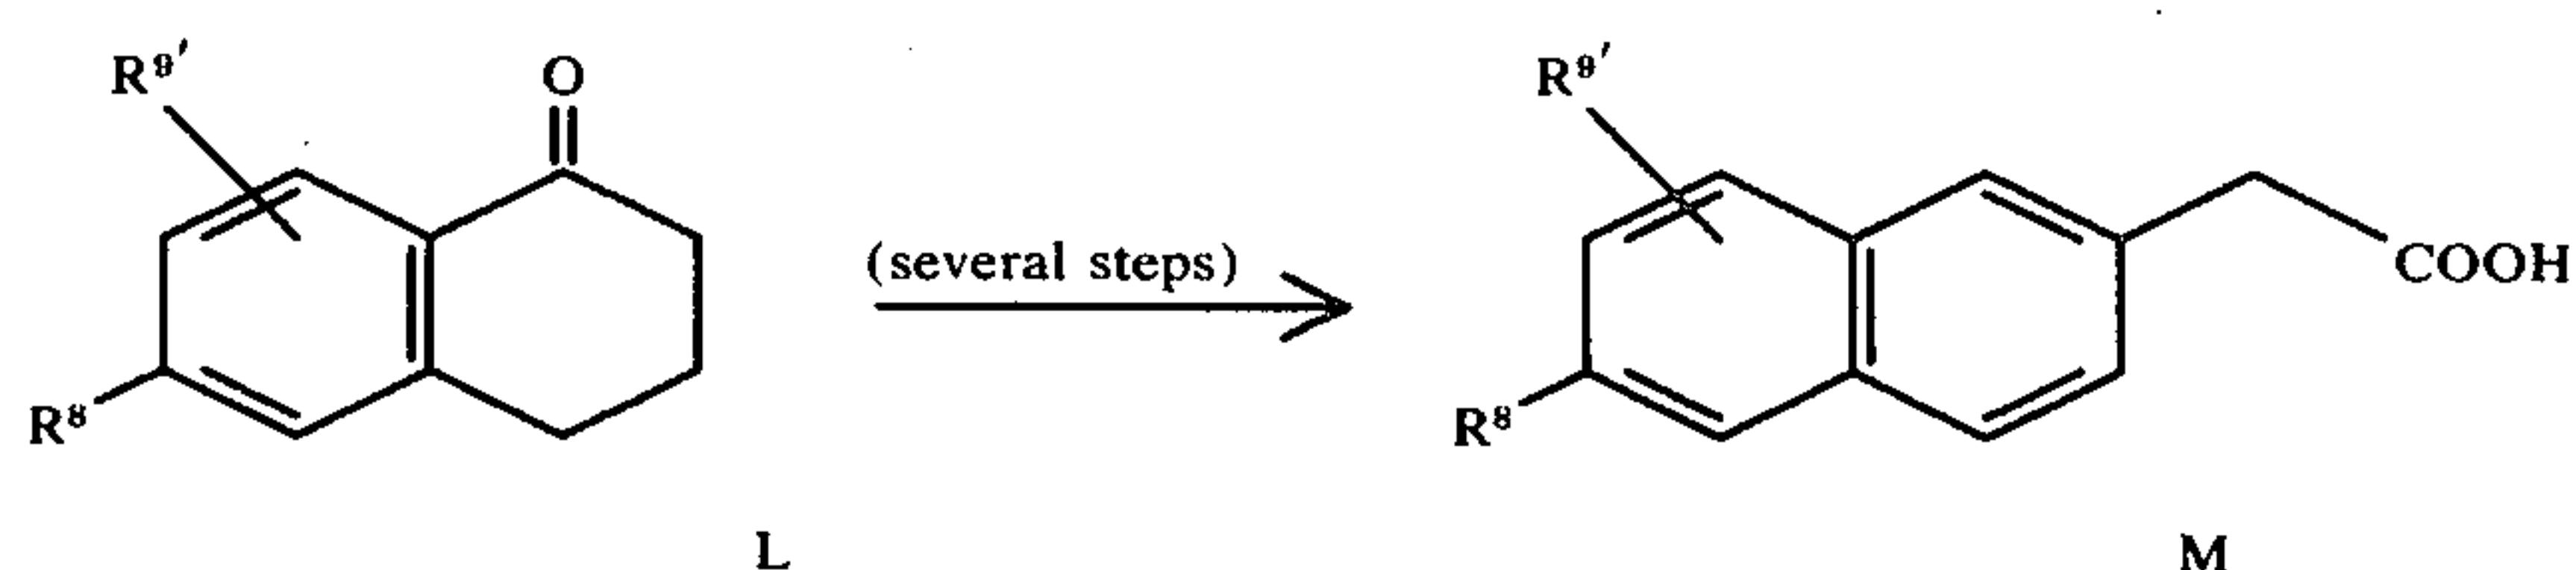 R⁹′ O R⁹′
(several steps)
COOH
R⁸ R⁸
L M